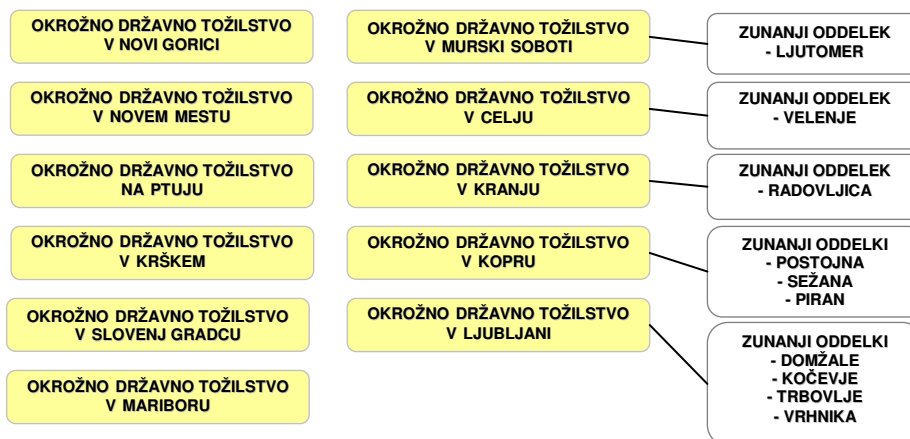 OKROŽNO DRŽAVNO TOŽILSTVO
V NOVI GORICI
OKROŽNO DRŽAVNO TOŽILSTVO
V NOVEM MESTU
OKROŽNO DRŽAVNO TOŽILSTVO
NA PTUJU
OKROŽNO DRŽAVNO TOŽILSTVO
V KRŠKEM
OKROŽNO DRŽAVNO TOŽILSTVO
V SLOVENJ GRADCU
OKROŽNO DRŽAVNO TOŽILSTVO
V MARIBORU
OKROŽNO DRŽAVNO TOŽILSTVO
V MURSKI SOBOTI
OKROŽNO DRŽAVNO TOŽILSTVO
V CELJU
OKROŽNO DRŽAVNO TOŽILSTVO
V KRANJU
OKROŽNO DRŽAVNO TOŽILSTVO
V KOPRU
OKROŽNO DRŽAVNO TOŽILSTVO
V LJUBLJANI
ZUNANJI ODDELEK
- LJUTOMER
ZUNANJI ODDELEK
- VELENJE
ZUNANJI ODDELEK
- RADOVLJICA
ZUNANJI ODDELKI
- POSTOJNA
- SEŽANA
- PIRAN
ZUNANJI ODDELKI
- DOMŽALE
- KOČEVJE
- TRBOVLJE
- VRHNIKA